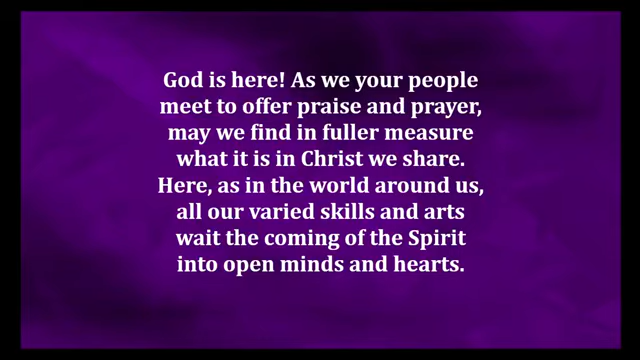 God is here! As we your people
meet to offer praise and prayer,
may we find in fuller measure
what it is in Christ we share.
Here, as in the world around us,
all our varied skills and arts
wait the coming of the Spirit
into open minds and hearts.